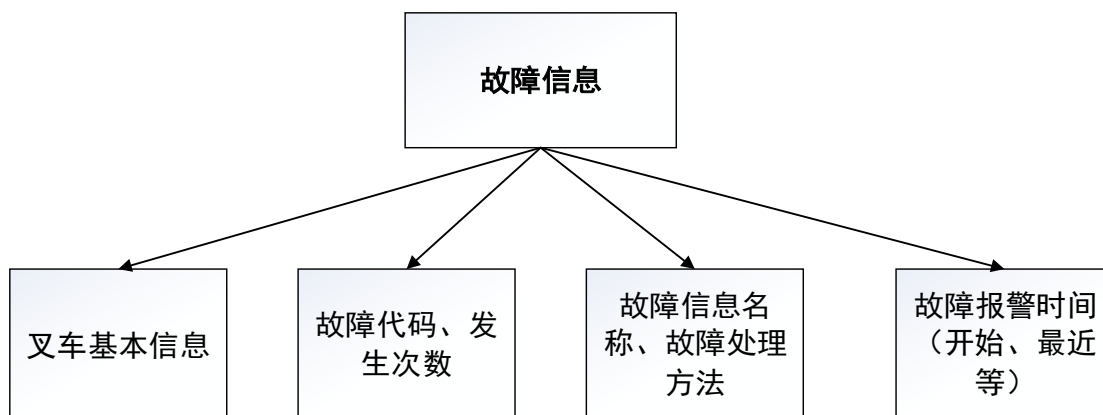 故障信息
叉车基本信息
故障代码、发
生次数
故障信息名
称、故障处理
方法
故障报警时间
（开始、最近
等）